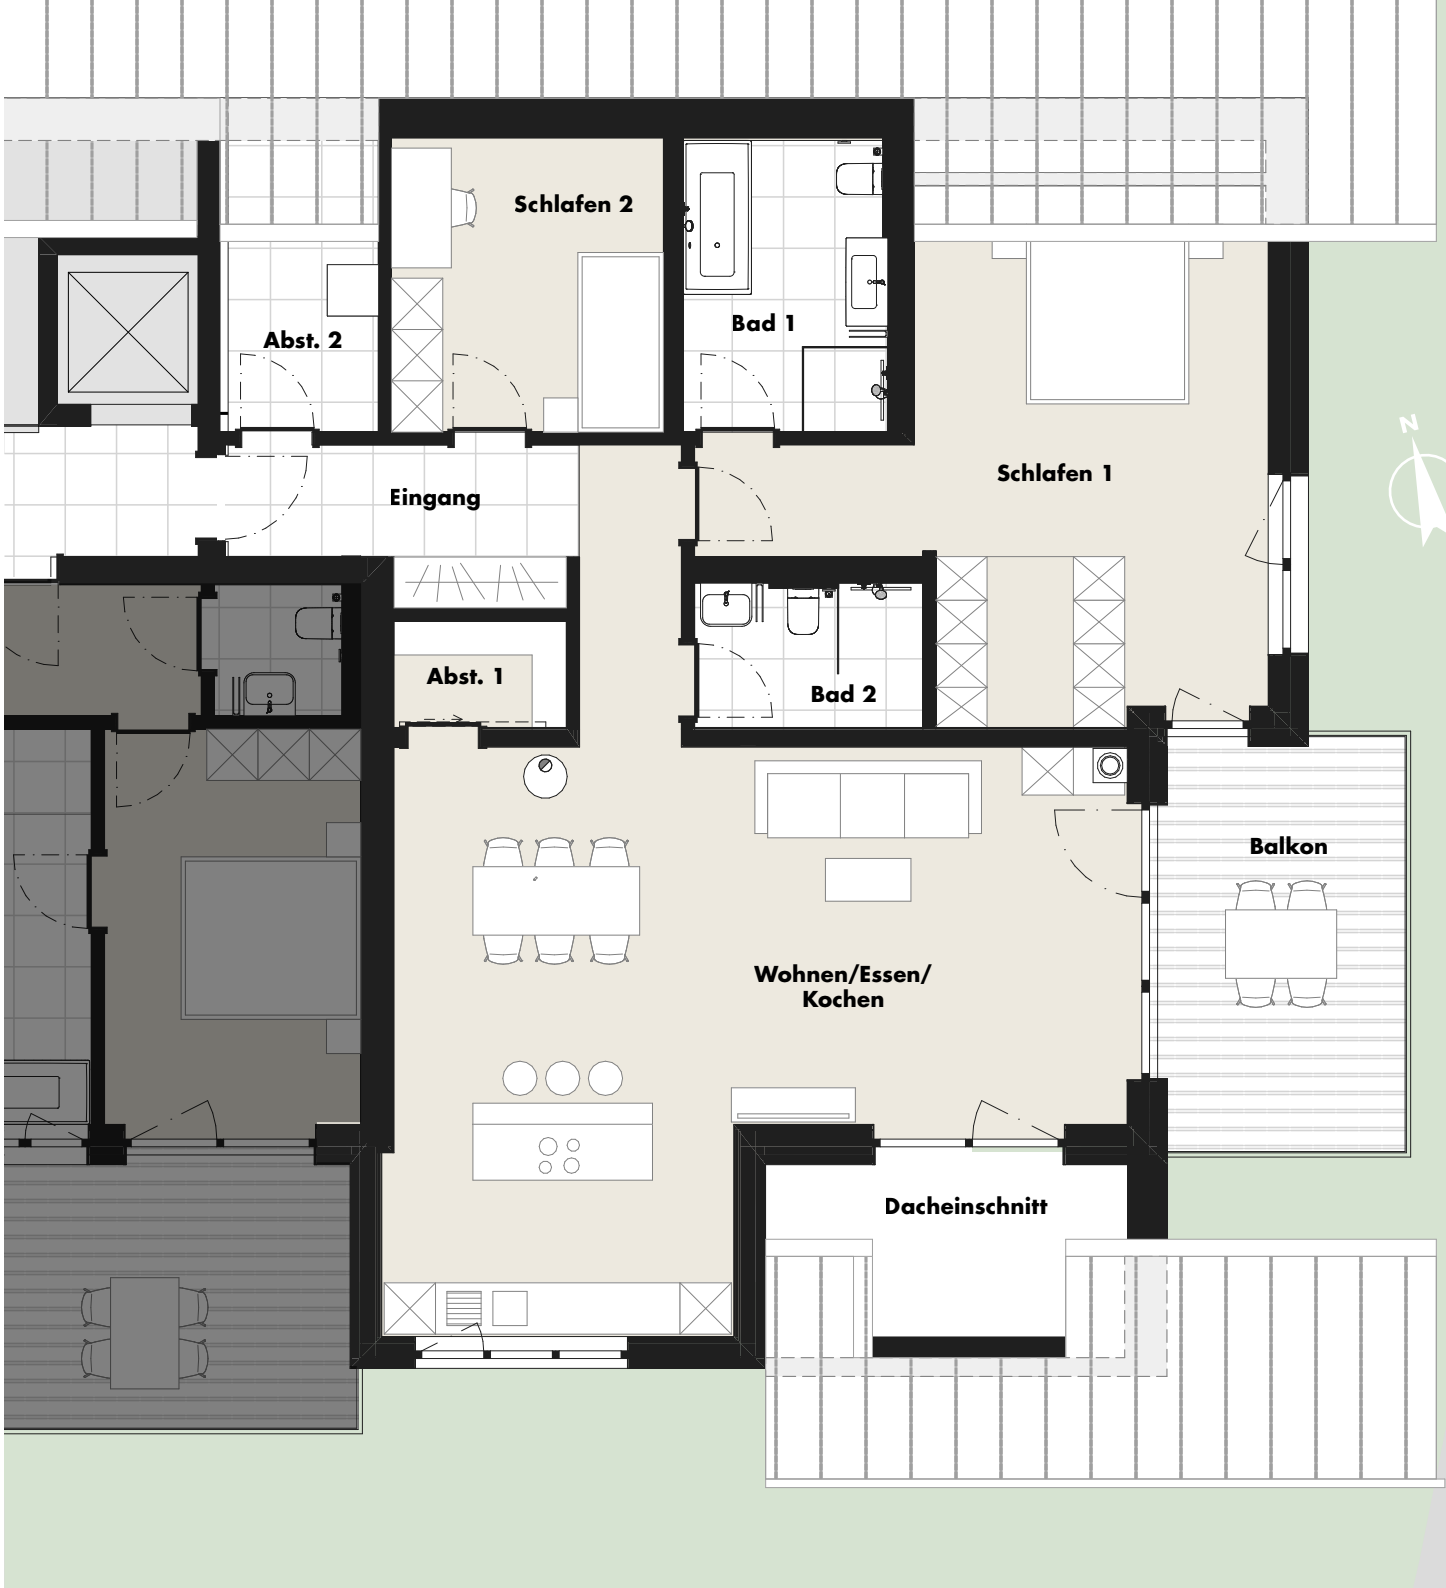 Schlafen 2
Bad 1
Abst. 2
N
Schlafen 1
Eingang
Abst. 1
Bad 2
Balkon
Wohnen/Essen/
Kochen
Dacheinschnitt